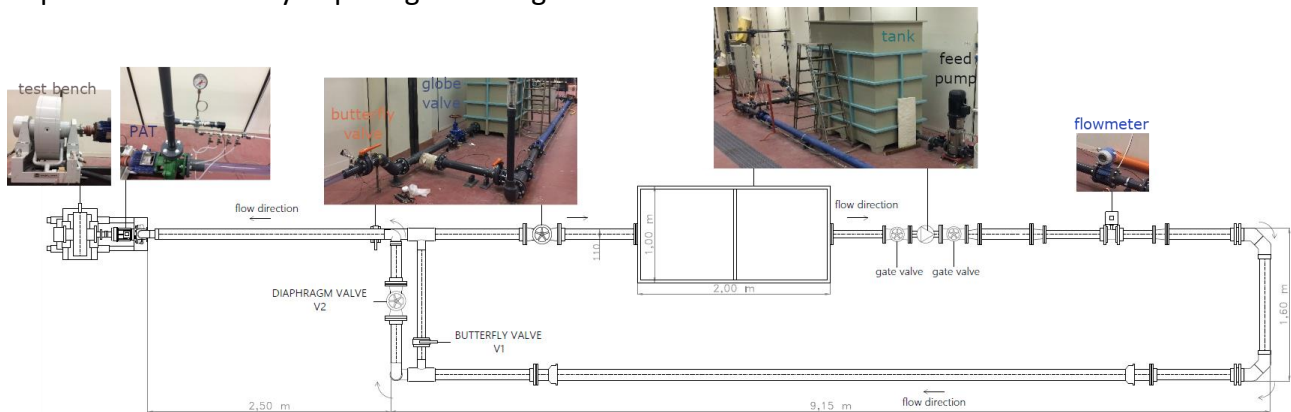 test bench
PAT
butterfly
valve
globe
valve
tank
feed
pump
flowmeter
flow direction
flow direction
110
1,00 m
2,00 m
gate valve
gate valve
DIAPHRAGM VALVE
V2
BUTTERFLY VALVE
V1
1,60 m
2,50 m
9,15 m
flow direction